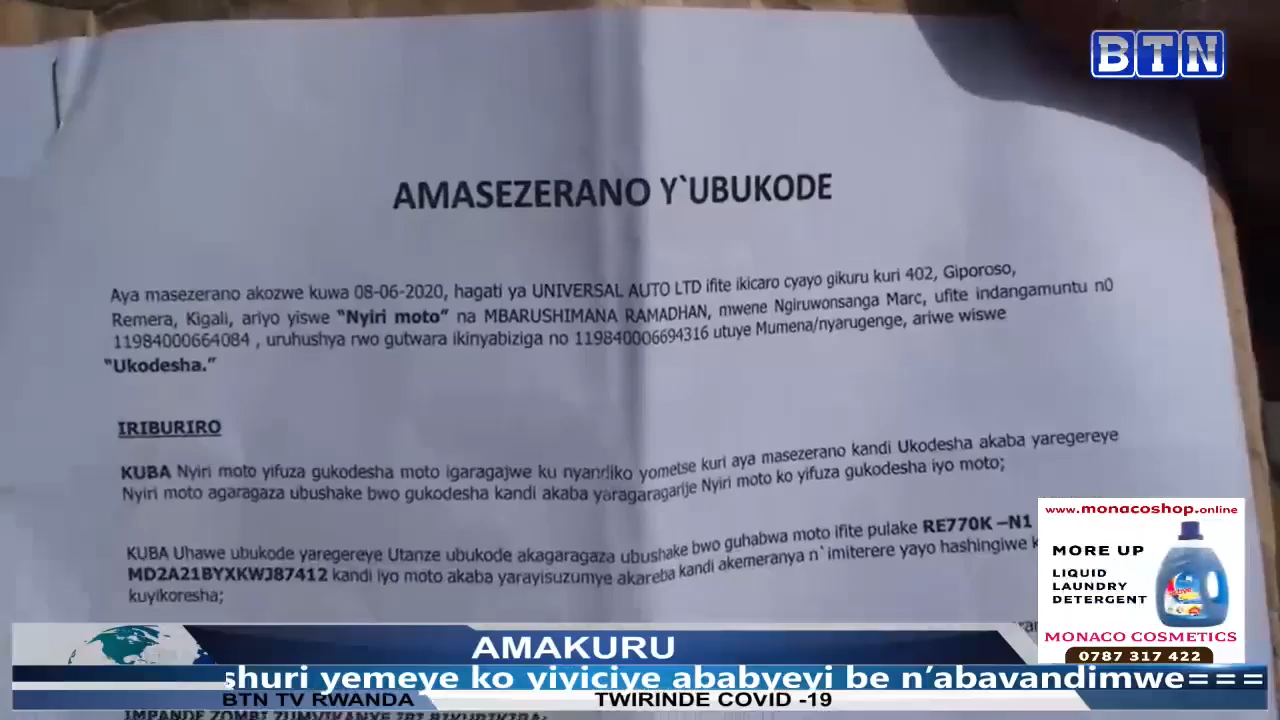 BTN
AMASEZERANO Y`UBUKODE
Aya masezerano akozwe kuwa 08-06-2020, hagati ya UNIVERSAL AUTO LTD ifite ikicaro cyayo gikuru kuri 402, Giporoso,
Remera, Kigali, ariyo yiswe “Nyiri moto” na MBARUSHIMANA RAMADHAN, mwene Ngiruwonsanga Marc, ufite indangamuntu n0
11984000664084 , uruhushya rwo gutwara ikinyabiziga no 119840006694316 utuye Mumena/nyarugenge, ariwe wiswe
“Ukodesha.”
IRIBURIRO
KUBA Nyiri moto yifuza gukodesha moto igaragajwe ku nyandiko yometse kuri aya masezerano kandi Ukodesha akaba yaregereye
Nyiri moto agaragaza ubushake bwo gukodesha kandi akaba yaragaragarije Nyiri moto ko yifuza gukodesha iyo moto;
KUBA Uhawe ubukode yaregereye Utanze ubukode akagaragaza ubushake bwo guhabwa moto ifite pulake RE770K –N1
MD2A21BYXKWJ87412 kandi iyo moto akaba yarayisuzumye akareba kandi akemeranya n`imiterere yayo hashingiwe k
kuyikoresha;
www.monacoshop.online
MORE UP
LIQUID
LAUNDRY
DETERGENT
MONACO COSMETICS
0787 317 422
AMAKURU
shuri yemeye ko yiyiciye ababyeyi be n’abavandimwe===
BTN TV RWANDA TWIRINDE COVID -19